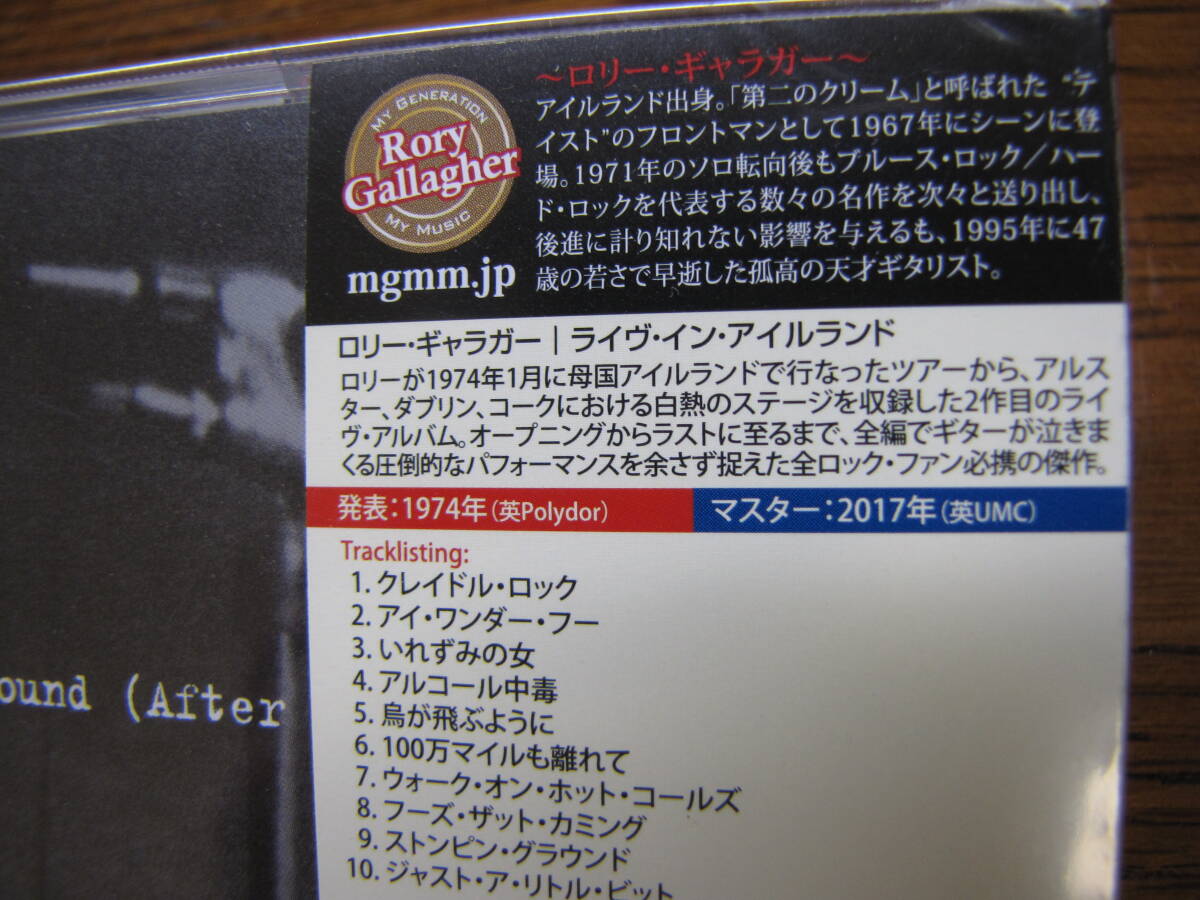 MY GENERATION
Rory
Gallagher
MY MUSIC
mgmm.jp
～ロリー・ギャラガー～
アイルランド出身。「第二のクリーム」と呼ばれた “テ
イスト”のフロントマンとして1967年にシーンに登
場。1971年のソロ転向後もブルース・ロック／ハー
ド・ロックを代表する数々の名作を次々と送り出し、
後進に計り知れない影響を与えるも、1995年に47
歳の若さで早逝した孤高の天才ギタリスト。
ロリー・ギャラガー｜ライヴ・イン・アイルランド
ロリーが1974年1月に母国アイルランドで行なったツアーから、アルス
ター、ダブリン、コークにおける白熱のステージを収録した2作目のライ
ヴ・アルバム。オープニングからラストに至るまで、全編でギターが泣きま
くる圧倒的なパフォーマンスを余さず捉えた全ロック・ファン必携の傑作。
発表：1974年（英Polydor）
マスター：2017年（英UMC）
Tracklisting:
1. クレイドル・ロック
2. アイ・ワンダー・フー
3. いれずみの女
4. アルコール中毒
5. 烏が飛ぶように
6. 100万マイルも離れて
7. ウォーク・オン・ホット・コールズ
8. フーズ・ザット・カミング
9. ストンピン・グラウンド
10. ジャスト・ア・リトル・ビット
ound (After